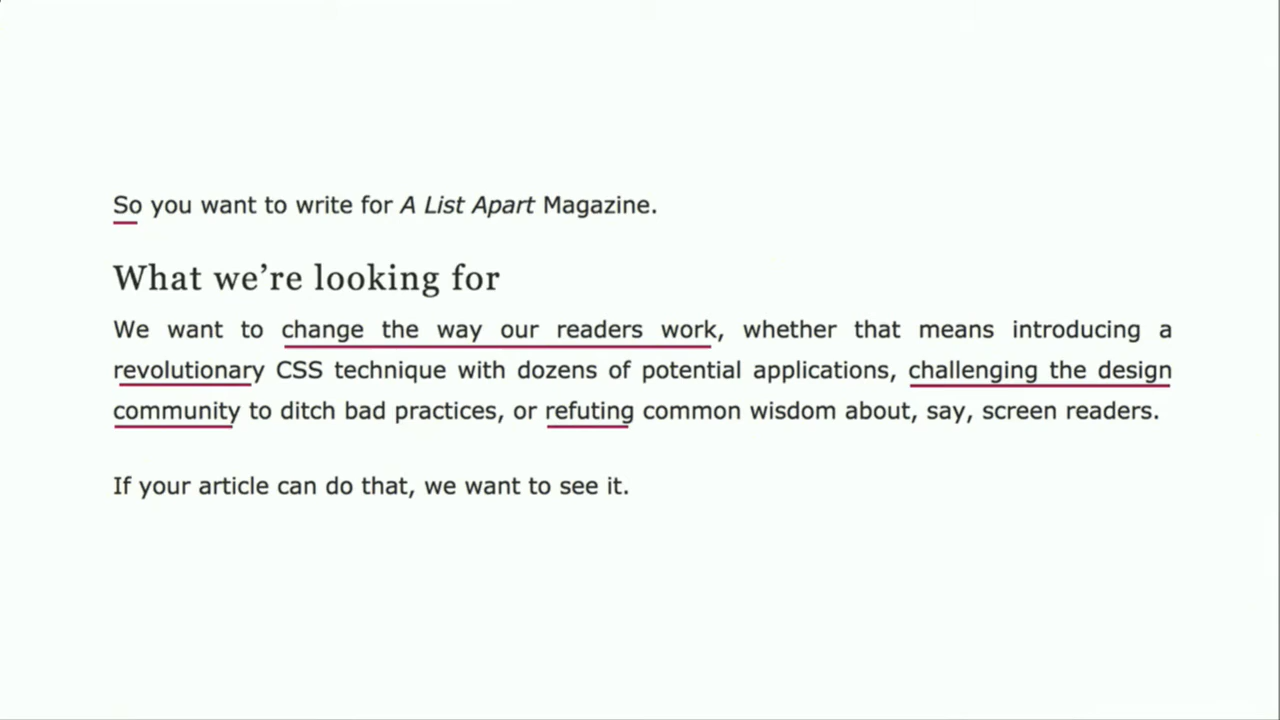 So you want to write for A List Apart Magazine.
What we’re looking for
We want to change the way our readers work, whether that means introducing a
revolutionary CSS technique with dozens of potential applications, challenging the design
community to ditch bad practices, or refuting common wisdom about, say, screen readers.
If your article can do that, we want to see it.